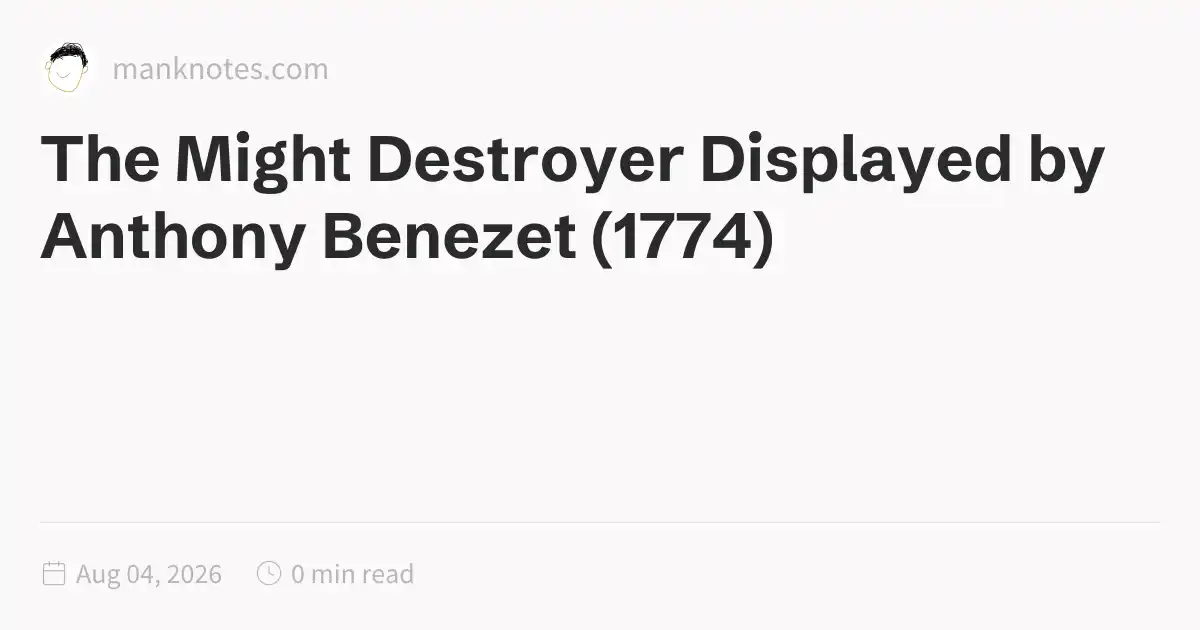 manknotes.com
The Might Destroyer Displayed by
Anthony Benezet (1774)
Aug 04, 2026 0 min read